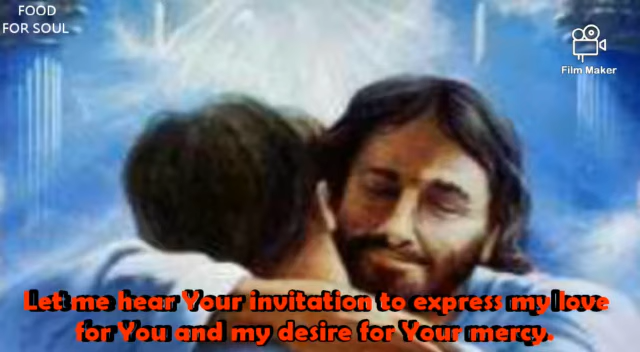 FOOD
FOR SOUL
Film Maker
Let me hear Your invitation to express my love
for You and my desire for Your mercy.